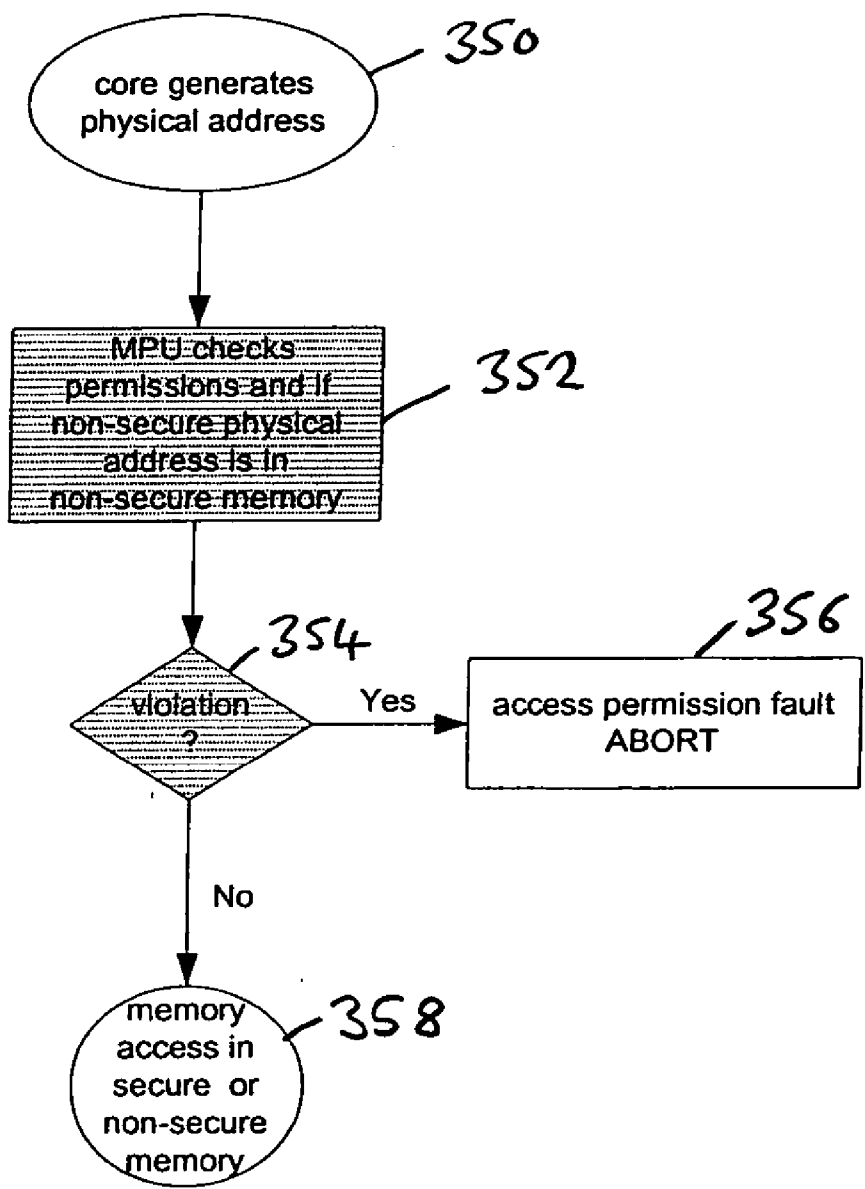 350
core generates
physical address
352
MPU checks
permissions and if
non-secure physical
address is in
non-secure memory
354
violation
?
Yes
356
access permission fault
ABORT
No
358
memory
access in
secure or
non-secure
memory